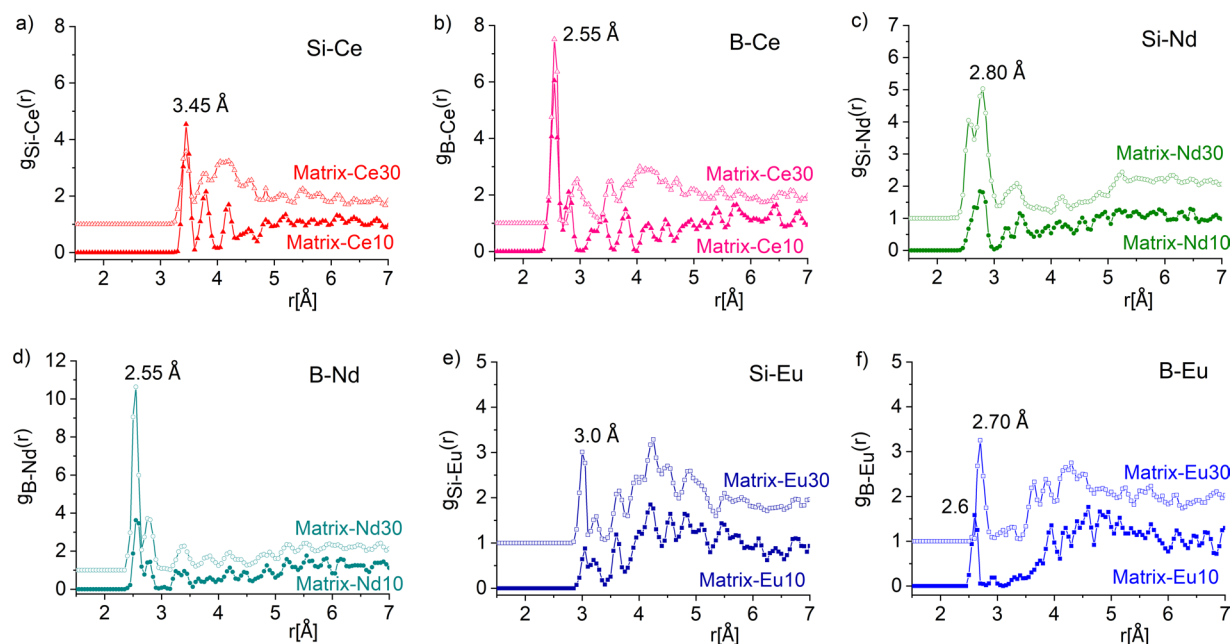 a)
Si-Ce
3.45 Å
Matrix-Ce30
Matrix-Ce10
gSi-Ce(r)
0
2
4
6
8
2
3
4
5
6
7
r[Å]
b)
B-Ce
2.55 Å
Matrix-Ce30
Matrix-Ce10
gB-Ce(r)
0
2
4
6
8
2
3
4
5
6
7
r[Å]
c)
Si-Nd
2.80 Å
Matrix-Nd30
Matrix-Nd10
gSi-Nd(r)
0
1
2
3
4
5
6
7
2
3
4
5
6
7
r[Å]
d)
B-Nd
2.55 Å
Matrix-Nd30
Matrix-Nd10
gB-Nd(r)
0
2
4
6
8
10
12
2
3
4
5
6
7
r[Å]
e)
Si-Eu
3.0 Å
Matrix-Eu30
Matrix-Eu10
gSi-Eu(r)
0
1
2
3
4
5
2
3
4
5
6
7
r[Å]
f)
B-Eu
2.70 Å
2.6
Matrix-Eu30
Matrix-Eu10
gB-Eu(r)
0
1
2
3
4
5
2
3
4
5
6
7
r[Å]